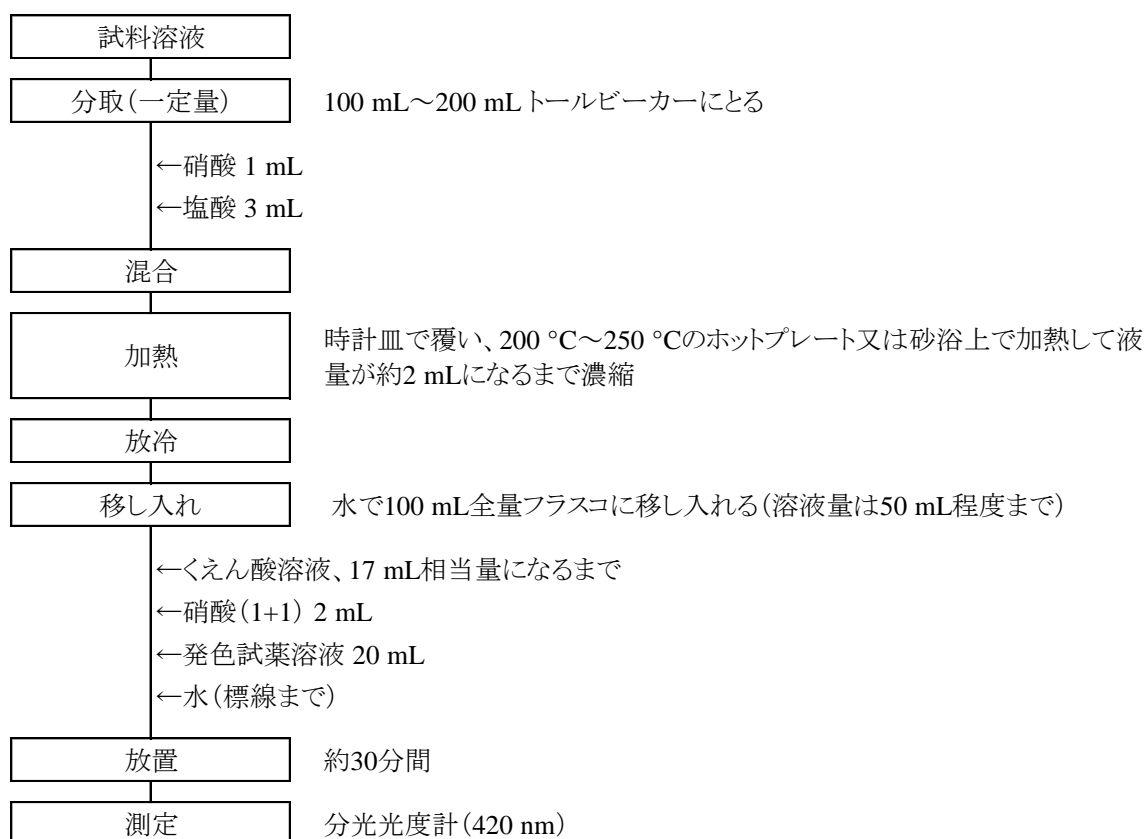 試料溶液
分取(一定量) 100 mL~200 mL トールビーカーにとる
←硝酸 1 mL
←塩酸 3 mL
混合
加熱
時計皿で覆い、200 °C~250 °Cのホットプレート又は砂浴上で加熱して液
量が約2 mLになるまで濃縮
放冷
移し入れ 水で100 mL全量フラスコに移し入れる(溶液量は50 mL程度まで)
←くえん酸溶液、17 mL相当量になるまで
←硝酸(1+1) 2 mL
←発色試薬溶液 20 mL
←水(標線まで)
放置 約30分間
測定 分光光度計(420 nm)